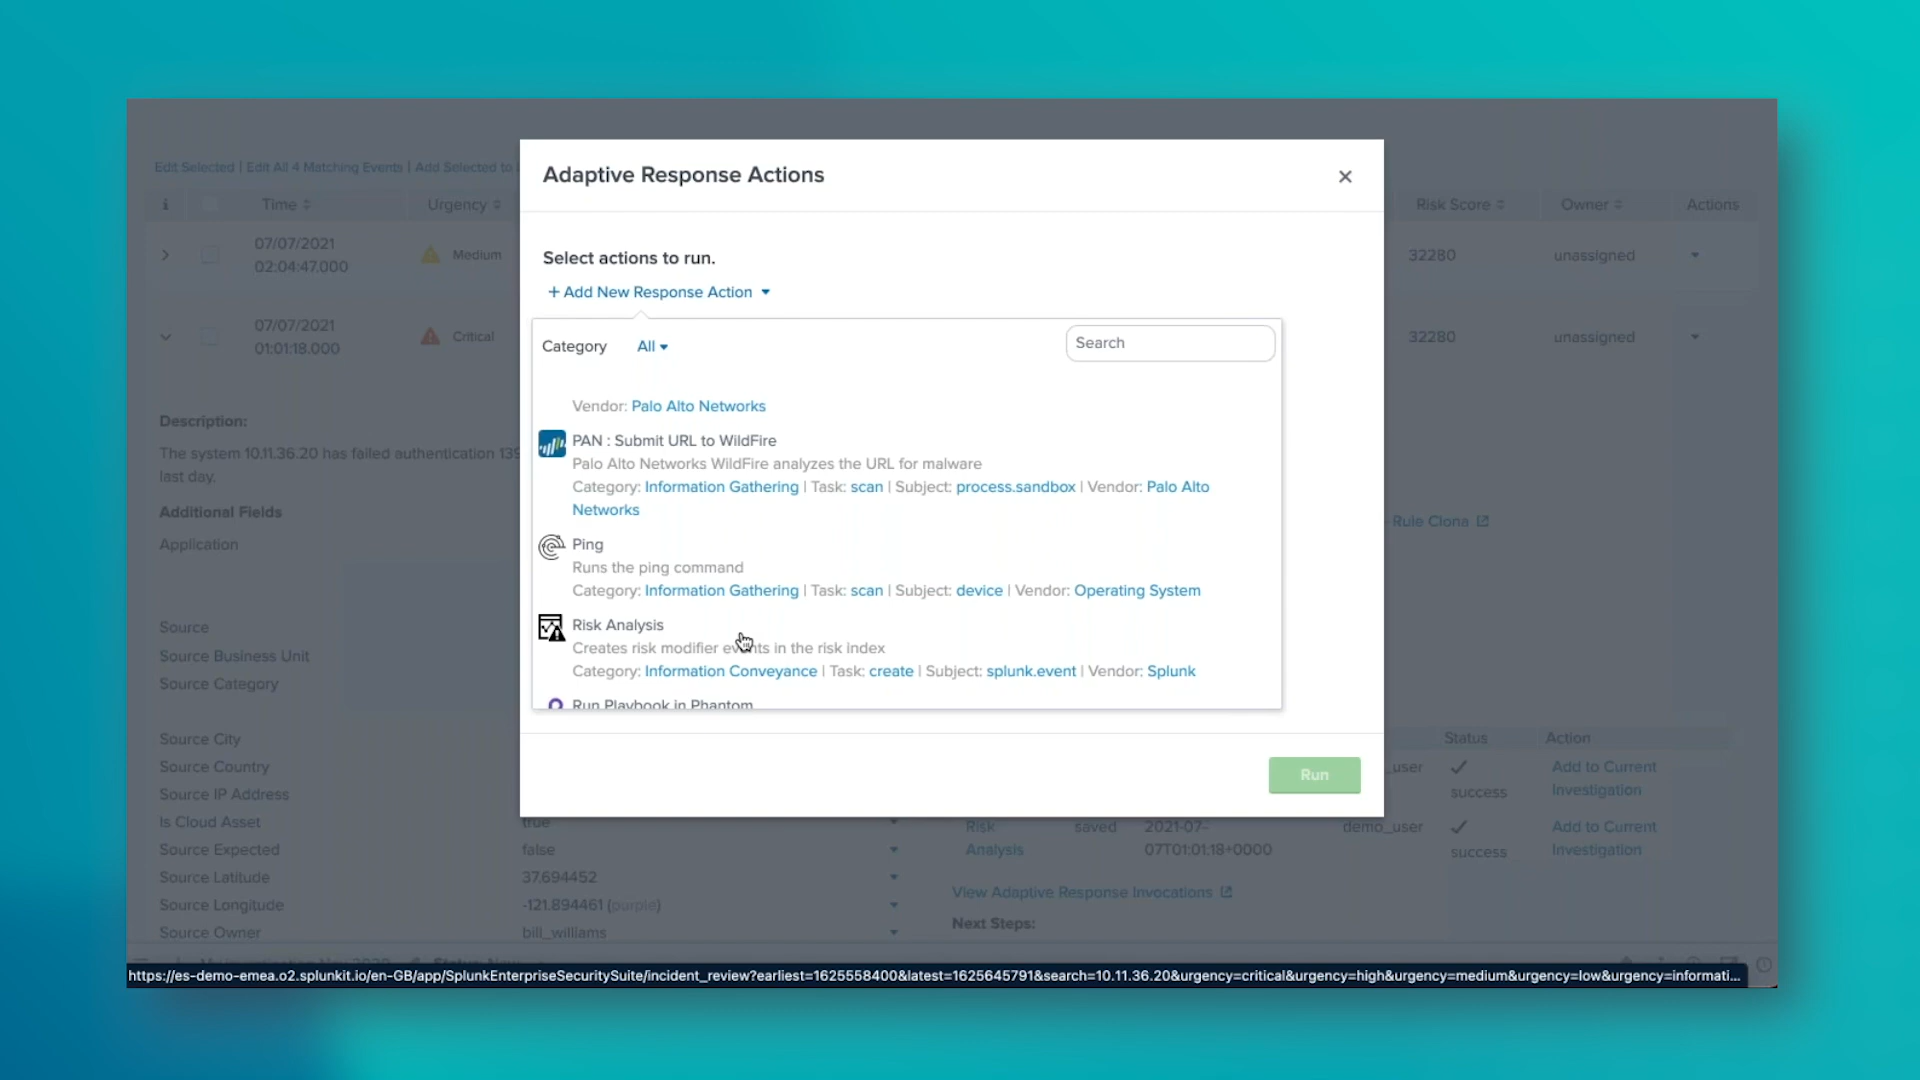 Edit Selected | Edit All 4 Matching Events | Add Selected to
i Time Urgency Risk Score Owner Actions
07/07/2021
02:04:47.000
Medium 32280 unassigned
07/07/2021
01:01:18.000
Critical 32280 unassigned
Description:
The system 10.11.36.20 has failed authentication 139
last day.
Additional Fields
Application
Source
Source Business Unit
Source Category
Source City
Source Country
Source IP Address
Is Cloud Asset true
Source Expected false
Source Latitude 37.694452
Source Longitude -121.894461 (purple)
Source Owner bill_williams
Adaptive Response Actions
Select actions to run.
+ Add New Response Action
Category All Search
Vendor: Palo Alto Networks
PAN : Submit URL to WildFire
Palo Alto Networks WildFire analyzes the URL for malware
Category: Information Gathering | Task: scan | Subject: process.sandbox | Vendor: Palo Alto
Networks
Ping
Runs the ping command
Category: Information Gathering | Task: scan | Subject: device | Vendor: Operating System
Risk Analysis
Creates risk modifier events in the risk index
Category: Information Conveyance | Task: create | Subject: splunk.event | Vendor: Splunk
Run Playbook in Phantom
Run
- Rule Clona
Status Action
_user success Add to Current
Investigation
Risk
Analysis
saved 2021-07-
07T01:01:18+0000
demo_user success Add to Current
Investigation
View Adaptive Response Invocations
Next Steps:
https://es-demo-emea.o2.splunkit.io/en-GB/app/SplunkEnterpriseSecuritySuite/incident_review?earliest=1625558400&latest=1625645791&search=10.11.36.20&urgency=critical&urgency=high&urgency=medium&urgency=low&urgency=informati...